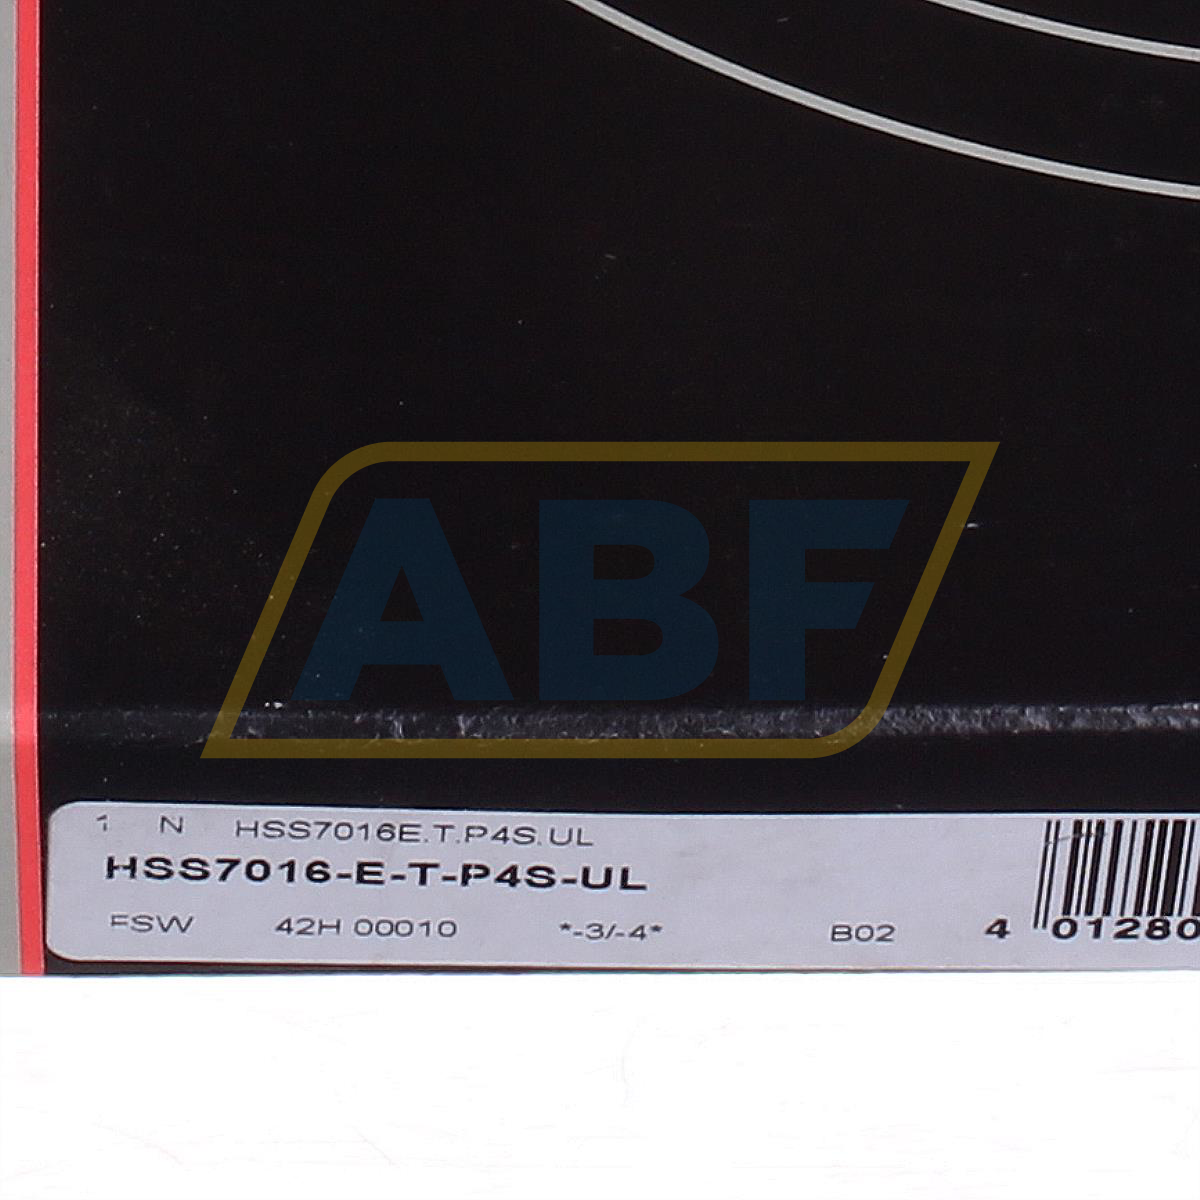 ABF
1 N HSS7016E.T.P4S.UL
HSS7016-E-T-P4S-UL
FSW 42H 00010 *-3/-4* B02 4 01280